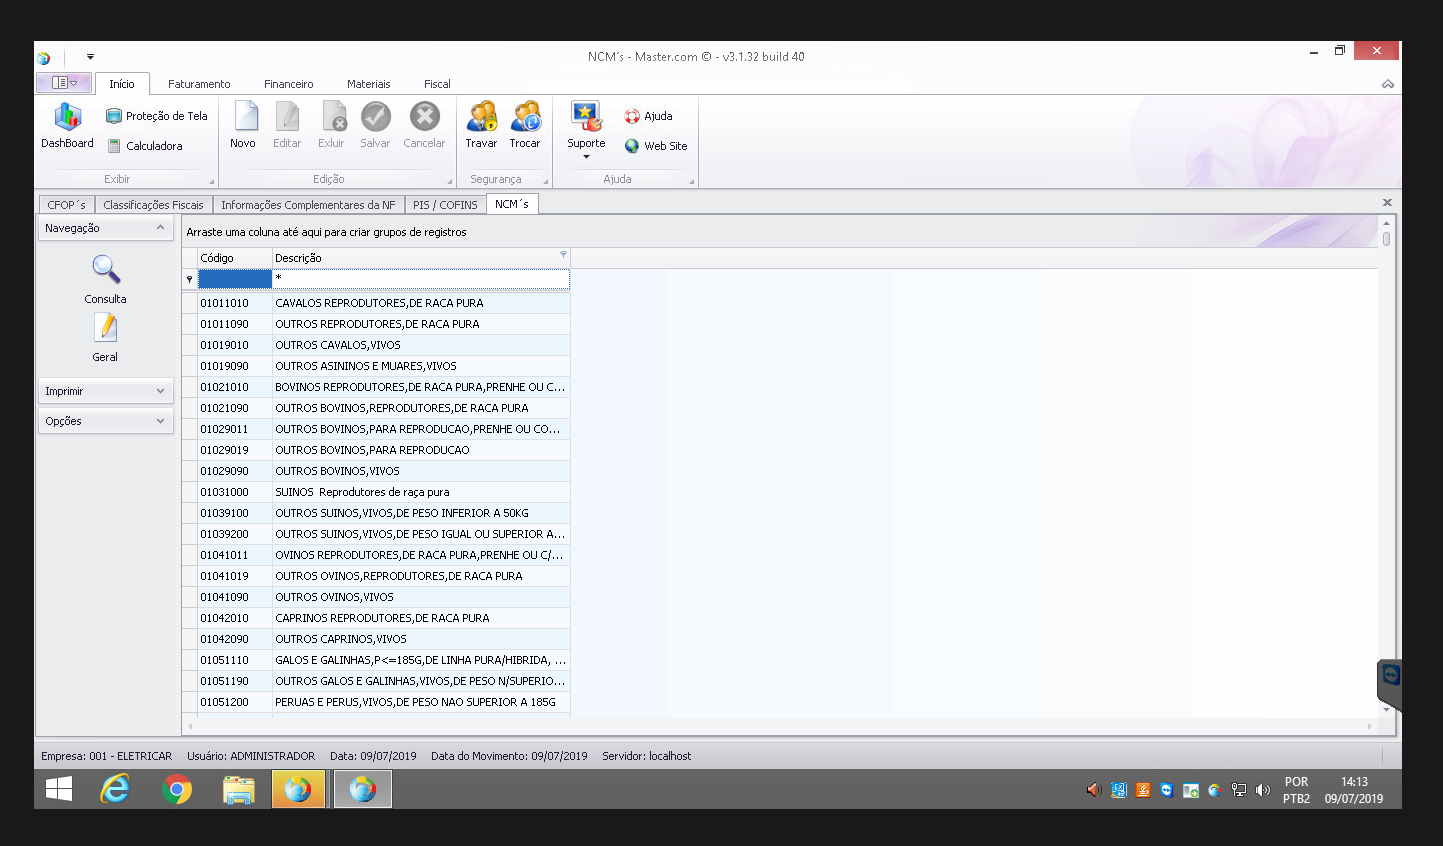 NCM´s - Master.com © - v3.1.32 build 40
Início Faturamento Financeiro Materiais Fiscal
DashBoard
Proteção de Tela
Calculadora
Exibir
Novo Editar Exluir Salvar Cancelar
Edição
Travar Trocar
Segurança
Suporte
Ajuda
Web Site
Ajuda
CFOP´s Classificações Fiscais Informações Complementares da NF PIS / COFINS NCM´s
Navegação
Consulta
Geral
Imprimir
Opções
Arraste uma coluna até aqui para criar grupos de registros
Código Descrição
*
01011010 CAVALOS REPRODUTORES,DE RACA PURA
01011090 OUTROS REPRODUTORES,DE RACA PURA
01019010 OUTROS CAVALOS,VIVOS
01019090 OUTROS ASININOS E MUARES,VIVOS
01021010 BOVINOS REPRODUTORES,DE RACA PURA,PRENHE OU C...
01021090 OUTROS BOVINOS,REPRODUTORES,DE RACA PURA
01029011 OUTROS BOVINOS,PARA REPRODUCAO,PRENHE OU CO...
01029019 OUTROS BOVINOS,PARA REPRODUCAO
01029090 OUTROS BOVINOS,VIVOS
01031000 SUINOS Reprodutores de raça pura
01039100 OUTROS SUINOS,VIVOS,DE PESO INFERIOR A 50KG
01039200 OUTROS SUINOS,VIVOS,DE PESO IGUAL OU SUPERIOR A...
01041011 OVINOS REPRODUTORES,DE RACA PURA,PRENHE OU C/...
01041019 OUTROS OVINOS,REPRODUTORES,DE RACA PURA
01041090 OUTROS OVINOS,VIVOS
01042010 CAPRINOS REPRODUTORES,DE RACA PURA
01042090 OUTROS CAPRINOS,VIVOS
01051110 GALOS E GALINHAS,P<=185G,DE LINHA PURA/HIBRIDA, ...
01051190 OUTROS GALOS E GALINHAS,VIVOS,DE PESO N/SUPERIO...
01051200 PERUAS E PERUS,VIVOS,DE PESO NAO SUPERIOR A 185G
Empresa: 001 - ELETRICAR Usuário: ADMINISTRADOR Data: 09/07/2019 Data do Movimento: 09/07/2019 Servidor: localhost
POR 14:13
PTB2 09/07/2019